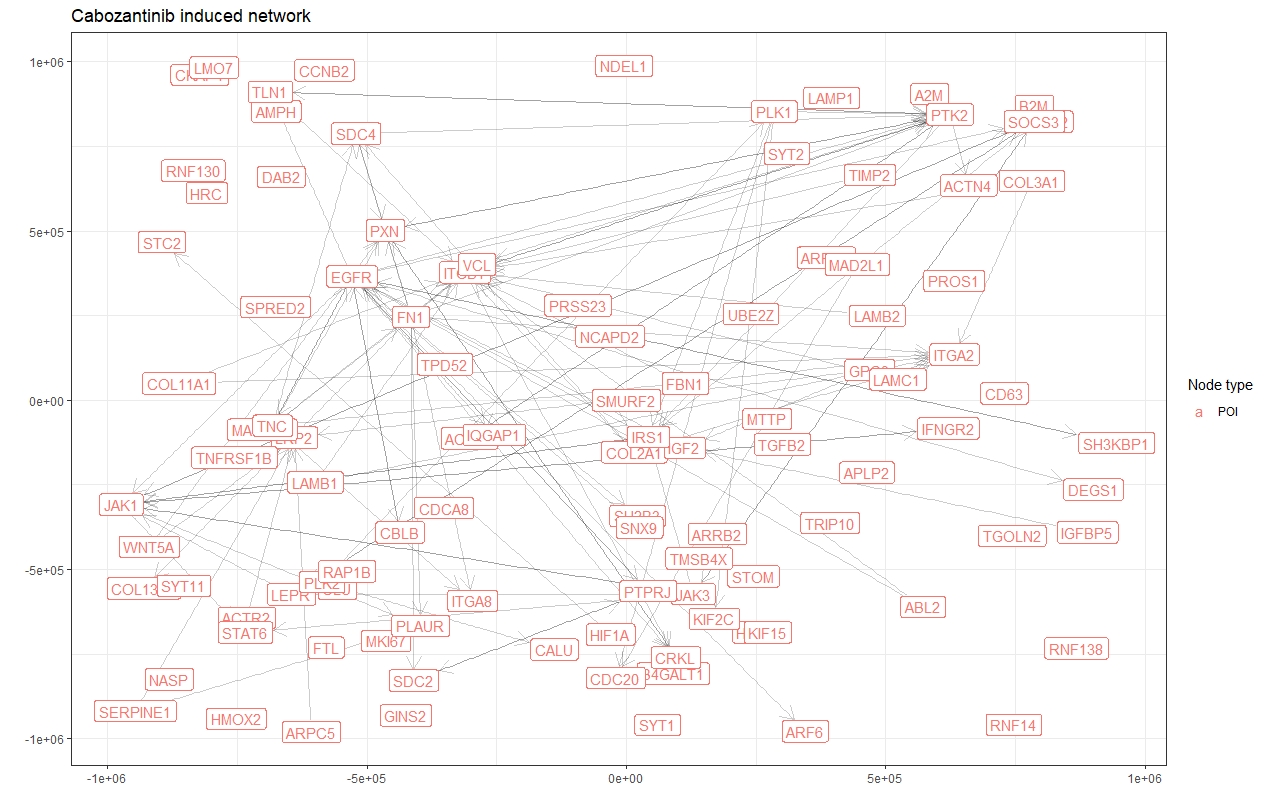 Cabozantinib induced network
1e+06
NDEL1
LMO7
CCNB2
TLN1
AMPH
LAMP1
A2M
B2M
PLK1
PTK2
SOCS3
SDC4
SYT2
RNF130
DAB2
HRC
TIMP2
ACTN4
COL3A1
5e+05
PXN
STC2
VCL
EGFR
MAD2L1
PROS1
SPRED2
PRSS23
FN1
UBE2Z
LAMB2
NCAPD2
ITGA2
TPD52
COL11A1
FBN1
LAMC1
CD63
0e+00
SMURF2
MTTP
TNC
IQGAP1
IRS1
IFNGR2
TGFB2
SH3KBP1
COL2A1
IGF2
TNFRSF1B
APLP2
LAMB1
DEGS1
JAK1
CDCA8
SNX9
TRIP10
CBLB
ARRB2
TGOLN2
IGFBP5
WNT5A
TMSB4X
-5e+05
RAP1B
STOM
SYT11
LEPR
PTPRJ
JAK3
ITGA8
ABL2
ACTR2
STAT6
KIF2C
PLAUR
HIF1A
KIF15
MKI67
FTL
CALU
RNF138
CRKL
NASP
SDC2
CDC20
SERPINE1
HMOX2
GINS2
SYT1
RNF14
ARPC5
ARF6
-1e+06
-1e+06
-5e+05
0e+00
5e+05
1e+06
Node type
a POI